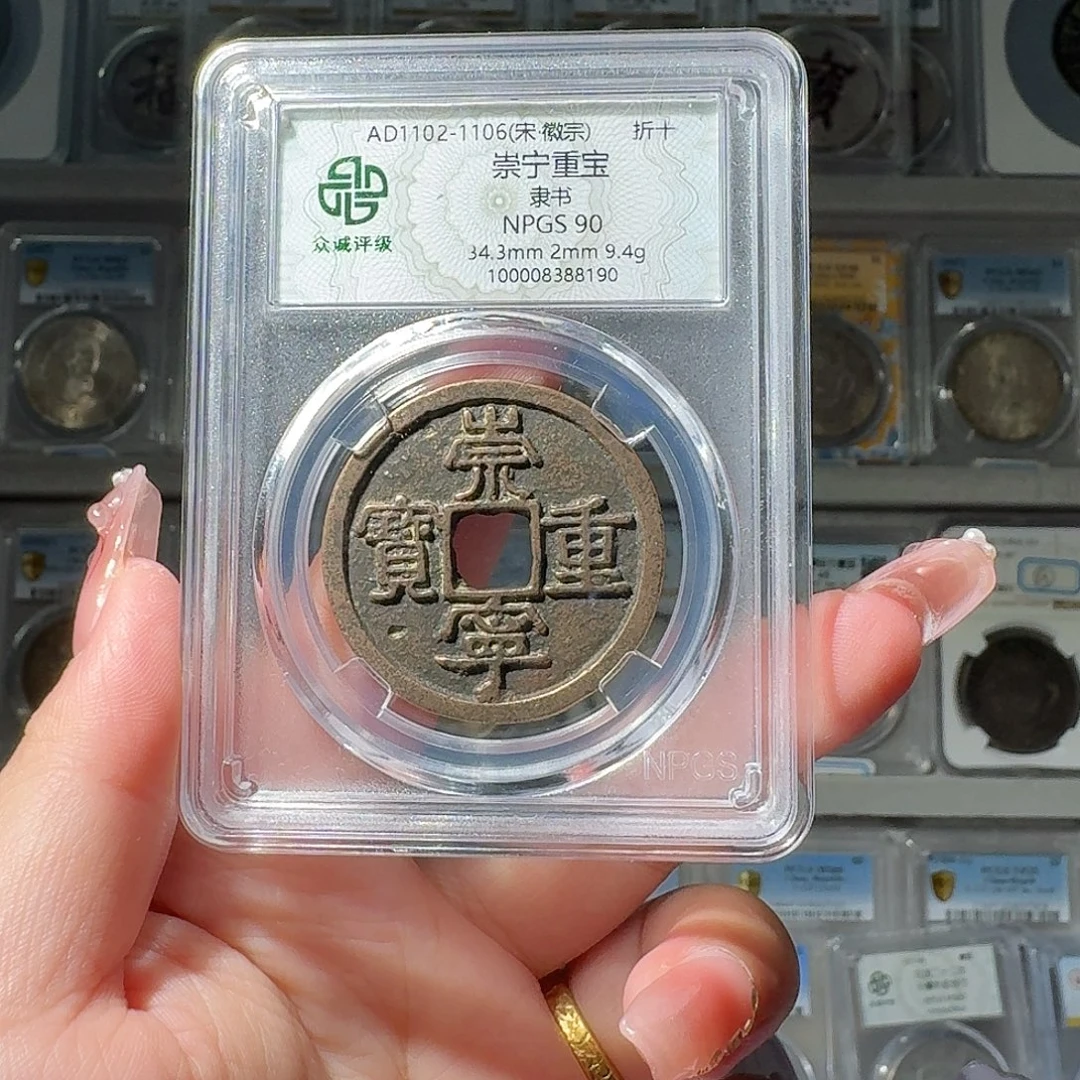 AD1102-1106(宋·徽宗) 折十
崇宁重宝
隶书
NPGS 90
34.3mm 2mm 9.4g
100008388190
众诚评级
崇
寶 重
寧
NPGS